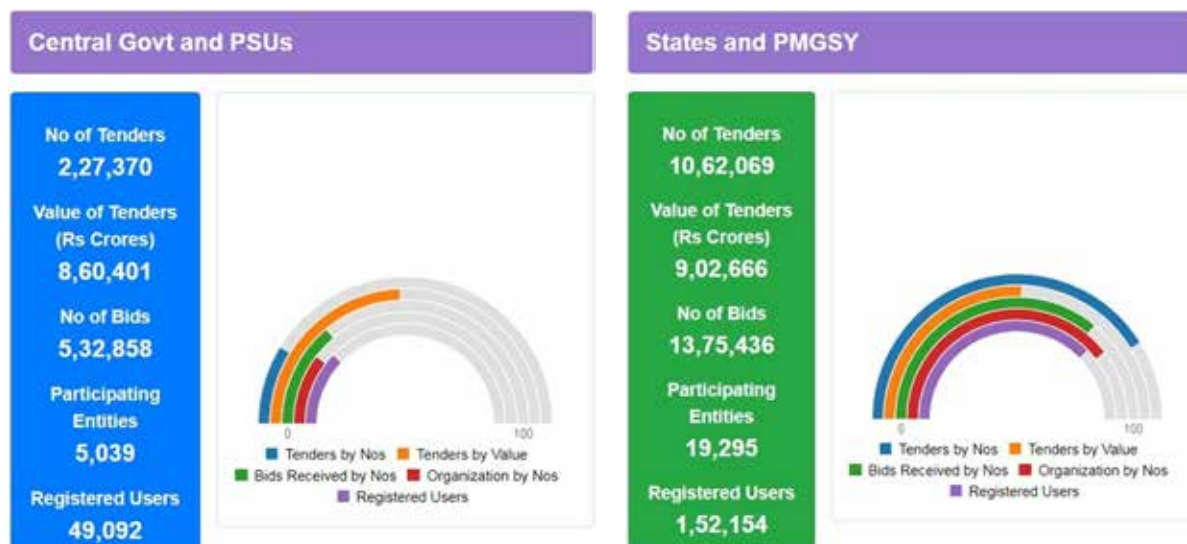 Central Govt and PSUs
No of Tenders
2,27,370
Value of Tenders
(Rs Crores)
8,60,401
No of Bids
5,32,858
Participating
Entities
5,039
Registered Users
49,092
0
100
Tenders by Nos
Tenders by Value
Bids Received by Nos
Organization by Nos
Registered Users
States and PMGSY
No of Tenders
10,62,069
Value of Tenders
(Rs Crores)
9,02,666
No of Bids
13,75,436
Participating
Entities
19,295
Registered Users
1,52,154
0
100
Tenders by Nos
Tenders by Value
Bids Received by Nos
Organization by Nos
Registered Users